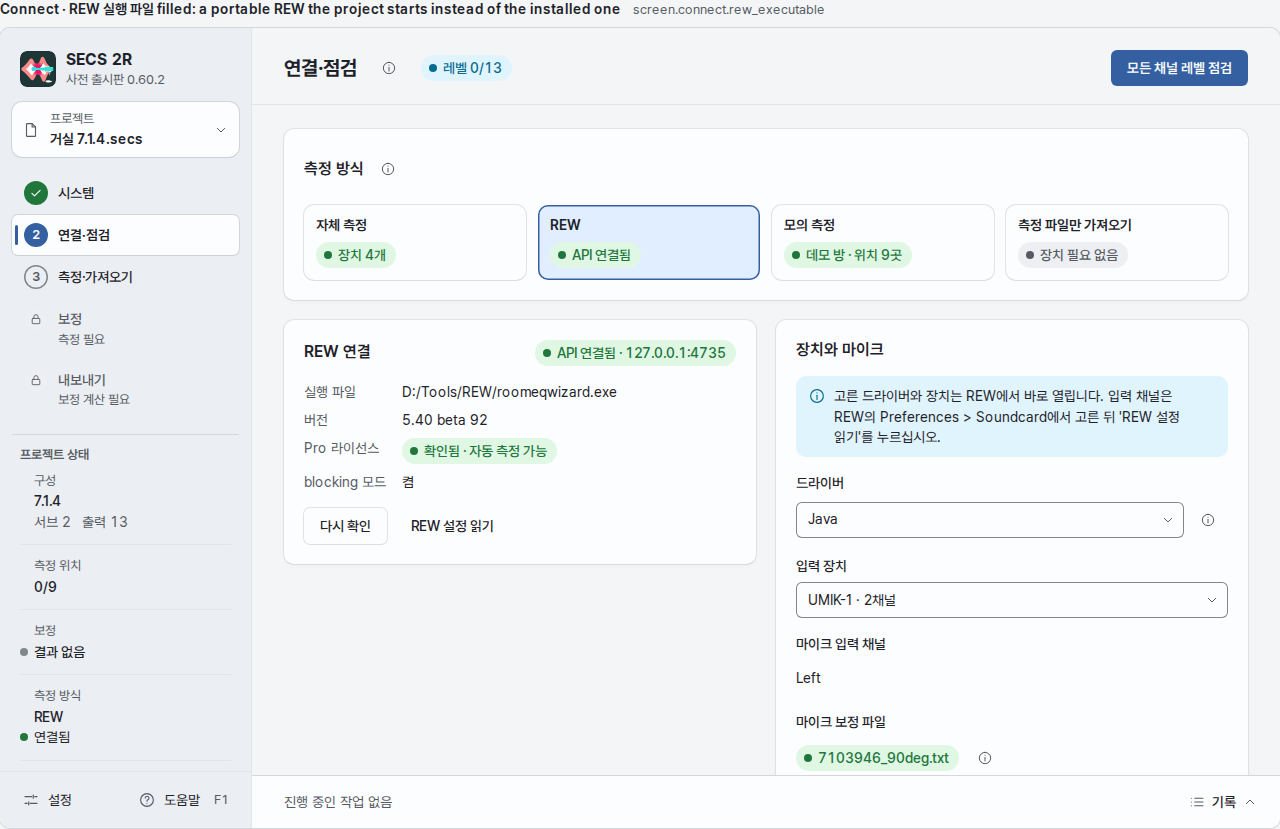 Connect · REW 실행 파일 filled: a portable REW the project starts instead of the installed one screen.connect.rew_executable
SECS 2R
사전 출시판 0.60.2
프로젝트
거실 7.1.4.secs
시스템
2 연결·점검
3 측정·가져오기
보정
측정 필요
내보내기
보정 계산 필요
프로젝트 상태
구성
7.1.4
서브 2 출력 13
측정 위치
0/9
보정
결과 없음
측정 방식
REW
연결됨
설정
도움말 F1
연결·점검
레벨 0/13
모든 채널 레벨 점검
측정 방식
자체 측정
장치 4개
REW
API 연결됨
모의 측정
데모 방 · 위치 9곳
측정 파일만 가져오기
장치 필요 없음
REW 연결
API 연결됨 · 127.0.0.1:4735
실행 파일 D:/Tools/REW/roomeqwizard.exe
버전 5.40 beta 92
Pro 라이선스 확인됨 · 자동 측정 가능
blocking 모드 켬
다시 확인
REW 설정 읽기
장치와 마이크
고른 드라이버와 장치는 REW에서 바로 열립니다. 입력 채널은
REW의 Preferences > Soundcard에서 고른 뒤 'REW 설정
읽기'를 누르십시오.
드라이버
Java
입력 장치
UMIK-1 · 2채널
마이크 입력 채널
Left
마이크 보정 파일
7103946_90deg.txt
진행 중인 작업 없음
기록